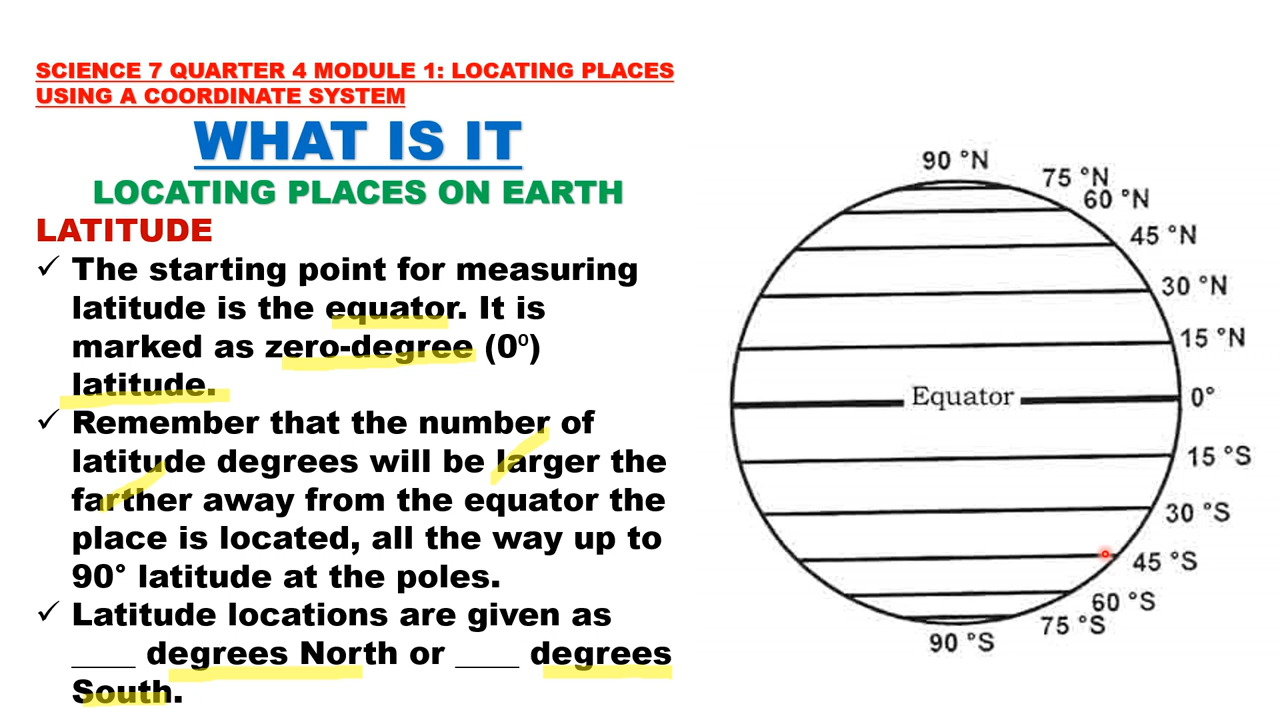 SCIENCE 7 QUARTER 4 MODULE 1: LOCATING PLACES
USING A COORDINATE SYSTEM
WHAT IS IT
LOCATING PLACES ON EARTH
LATITUDE
✓ The starting point for measuring
latitude is the equator. It is
marked as zero-degree (0⁰)
latitude.
✓ Remember that the number of
latitude degrees will be larger the
farther away from the equator the
place is located, all the way up to
90° latitude at the poles.
✓ Latitude locations are given as
____ degrees North or ____ degrees
South.
90 °N
75 °N
60 °N
45 °N
30 °N
15 °N
Equator
0°
15 °S
30 °S
45 °S
60 °S
75 °S
90 °S